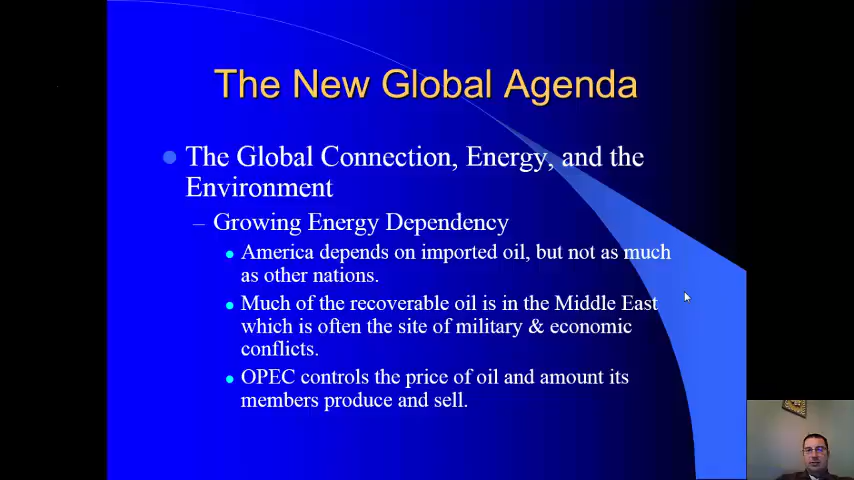 The New Global Agenda
The Global Connection, Energy, and the
Environment
– Growing Energy Dependency
America depends on imported oil, but not as much
as other nations.
Much of the recoverable oil is in the Middle East
which is often the site of military & economic
conflicts.
OPEC controls the price of oil and amount its
members produce and sell.